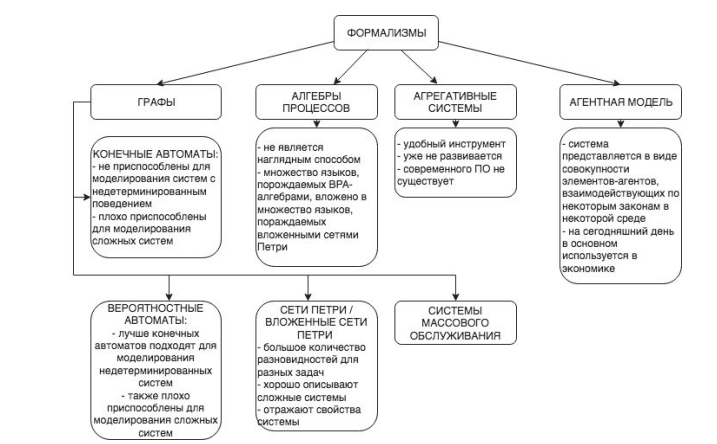 ФОРМАЛИЗМЫ
ГРАФЫ
АЛГЕБРЫ
ПРОЦЕССОВ
АГРЕГАТИВНЫЕ
СИСТЕМЫ
АГЕНТНАЯ МОДЕЛЬ
КОНЕЧНЫЕ АВТОМАТЫ:
- не приспособлены для
моделирования систем с
недетерминированным
поведением
- плохо приспособлены
для моделирования
сложных систем
- не является
наглядным способом
- множество языков,
порождаемых BPA-
алгебрами, вложено в
множество языков,
пораждаемых
вложенными сетями
Петри
- удобный инструмент
- уже не развивается
- современного ПО не
существует
- система
представляется в виде
совокупности
элементов-агентов,
взаимодействующих по
некоторым законам в
некоторой среде
- на сегодняшний день
в основном
используется в
экономике
ВЕРОЯТНОСТНЫЕ
АВТОМАТЫ:
- лучше конечных
автоматов подходят для
моделирования
недетерминированных
систем
- также плохо
приспособлены для
моделирования сложных
систем
СЕТИ ПЕТРИ /
ВЛОЖЕННЫЕ СЕТИ
ПЕТРИ
- большое количество
разновидностей для
разных задач
- хорошо описывают
сложные системы
- отражают свойства
системы
СИСТЕМЫ
МАССОВОГО
ОБСЛУЖИВАНИЯ